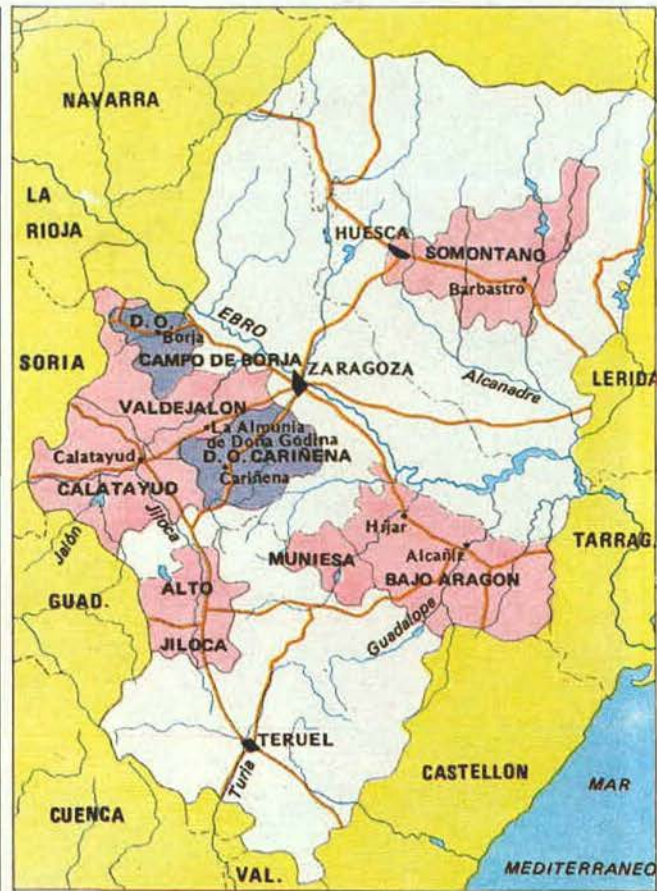 NAVARRA
LA
RIOJA
HUESCA
SOMONTANO
Barbastro
EBRO
D. O.
Borja
CAMPO DE BORJA
SORIA
ZARAGOZA
Alcanadre
LERIDA
VALDEJALON
La Almunia
de Doña Godina
D. O. CARIÑENA
Calatayud
Cariñena
CALATAYUD
Jiloca
Híjar
TARRAG.
Jalón
MUNIESA
Alcañiz
BAJO ARAGON
GUAD.
ALTO
Guadalope
JILOCA
TERUEL
Turia
CASTELLON
MAR
CUENCA
VAL.
MEDITERRANEO